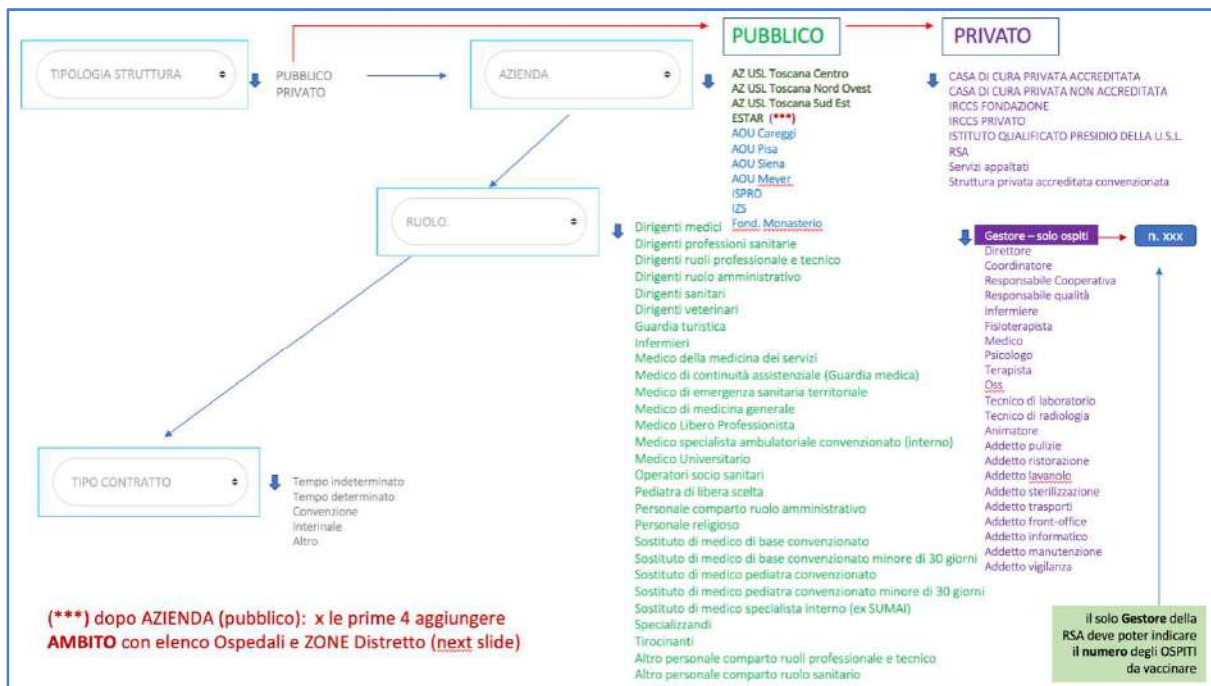 PUBBLICO
PRIVATO
TIPOLOGIA STRUTTURA
PUBBLICO
PRIVATO
AZIENDA
AZ USL Toscana Centro
AZ USL Toscana Nord Ovest
AZ USL Toscana Sud Est
ESTAR (***)
AOU Careggi
AOU Pisa
AOU Siena
AOU Meyer
ISPRO
IZS
Fond. Monasterio
CASA DI CURA PRIVATA ACCREDITATA
CASA DI CURA PRIVATA NON ACCREDITATA
IRCCS FONDAZIONE
IRCCS PRIVATO
ISTITUTO QUALIFICATO PRESIDIO DELLA U.S.L.
RSA
Servizi appaltati
Struttura privata accreditata convenzionata
RUOLO
Dirigenti medici
Dirigenti professioni sanitarie
Dirigenti ruoli professionale e tecnico
Dirigenti ruolo amministrativo
Dirigenti sanitari
Dirigenti veterinari
Guardia turistica
Infermieri
Medico della medicina dei servizi
Medico di continuità assistenziale (Guardia medica)
Medico di emergenza sanitaria territoriale
Medico di medicina generale
Medico Libero Professionista
Medico specialista ambulatoriale convenzionato (interno)
Medico Universitario
Operatori socio sanitari
Pediatra di libera scelta
Personale comparto ruolo amministrativo
Personale religioso
Sostituto di medico di base convenzionato
Sostituto di medico di base convenzionato minore di 30 giorni
Sostituto di medico pediatra convenzionato
Sostituto di medico pediatra convenzionato minore di 30 giorni
Sostituto di medico specialista interno (ex SUMAI)
Specializzandi
Tirocinanti
Altro personale comparto ruoli professionale e tecnico
Altro personale comparto ruolo sanitario
Gestore – solo ospiti
n. xxx
Direttore
Coordinatore
Responsabile Cooperativa
Responsabile qualità
Infermiere
Fisioterapista
Medico
Psicologo
Terapista
Oss
Tecnico di laboratorio
Tecnico di radiologia
Animatore
Addetto pulizie
Addetto ristorazione
Addetto lavanolo
Addetto sterilizzazione
Addetto trasporti
Addetto front-office
Addetto informatico
Addetto manutenzione
Addetto vigilanza
TIPO CONTRATTO
Tempo indeterminato
Tempo determinato
Convenzione
Interinale
Altro
(***) dopo AZIENDA (pubblico): x le prime 4 aggiungere
AMBITO con elenco Ospedali e ZONE Distretto (next slide)
il solo Gestore della
RSA deve poter indicare
il numero degli OSPITI
da vaccinare